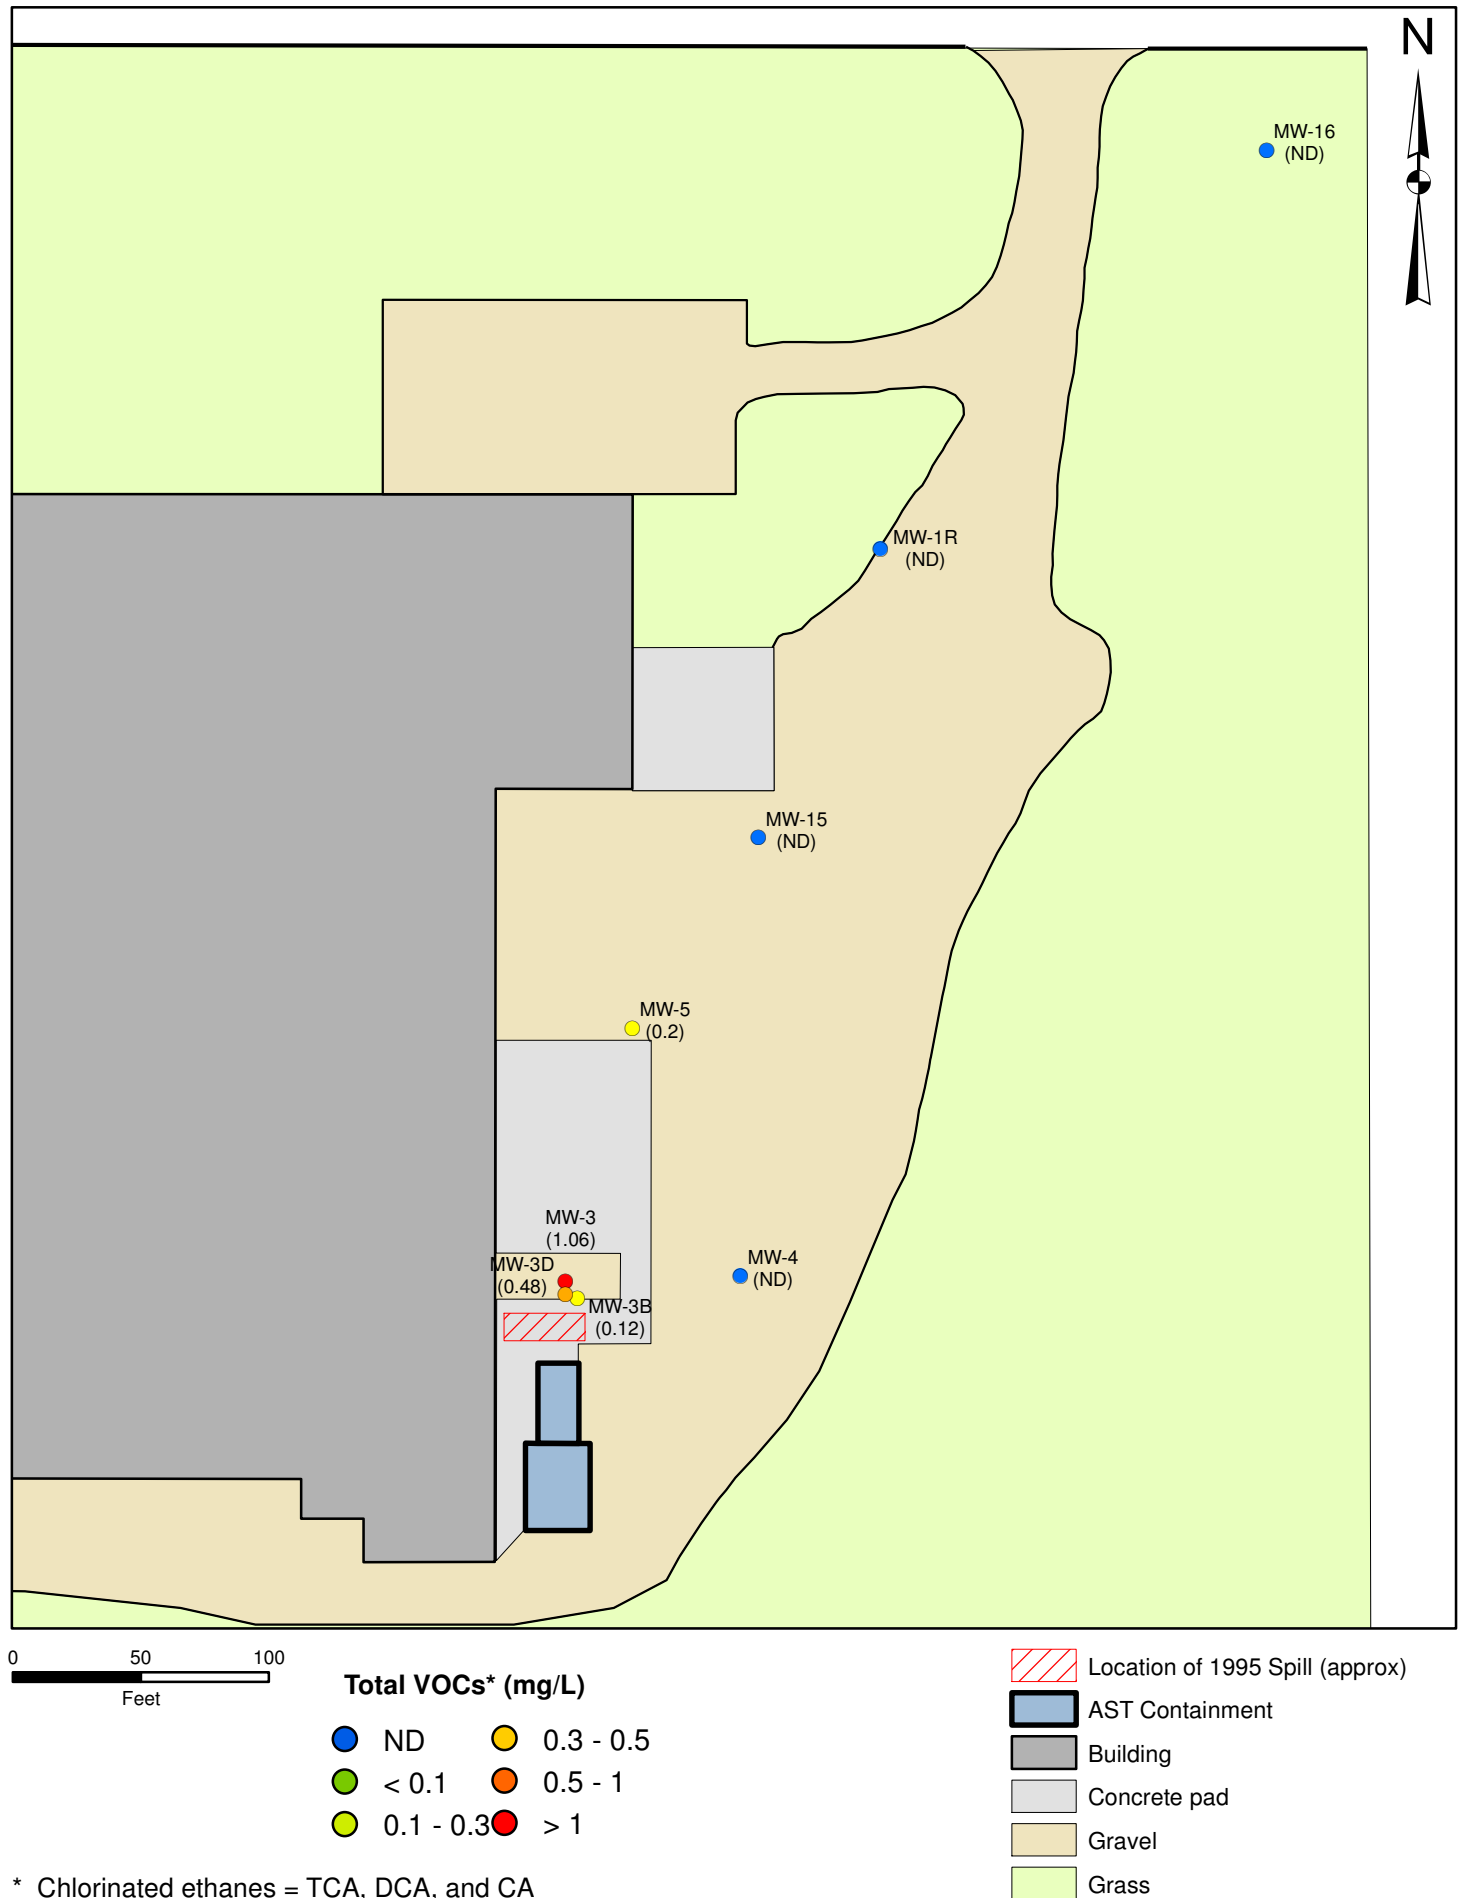 N
MW-16
(ND)
MW-1R
(ND)
MW-15
(ND)
MW-5
(0.2)
MW-3
(1.06)
MW-3D
(0.48)
MW-4
(ND)
MW-3B
(0.12)
0 50 100
Feet
Total VOCs* (mg/L)
ND
< 0.1
0.1 - 0.3
0.3 - 0.5
0.5 - 1
> 1
* Chlorinated ethanes = TCA, DCA, and CA
Location of 1995 Spill (approx)
AST Containment
Building
Concrete pad
Gravel
Grass